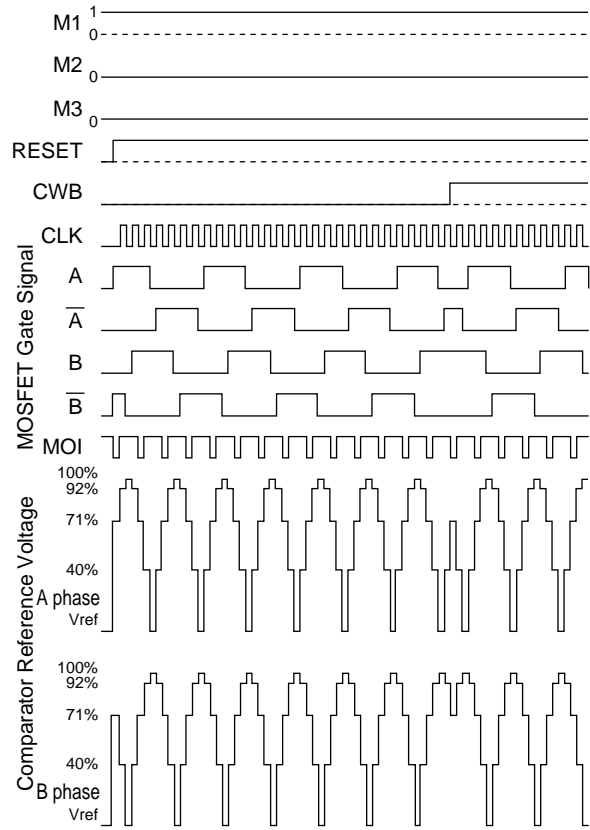 M1 1
0
M2 0
M3 0
RESET
CWB
CLK
MOSFET Gate Signal
A
A̅
B
B̅
MOI
Comparator Reference Voltage
100%
92%
71%
40%
A phase
Vref
100%
92%
71%
40%
B phase
Vref